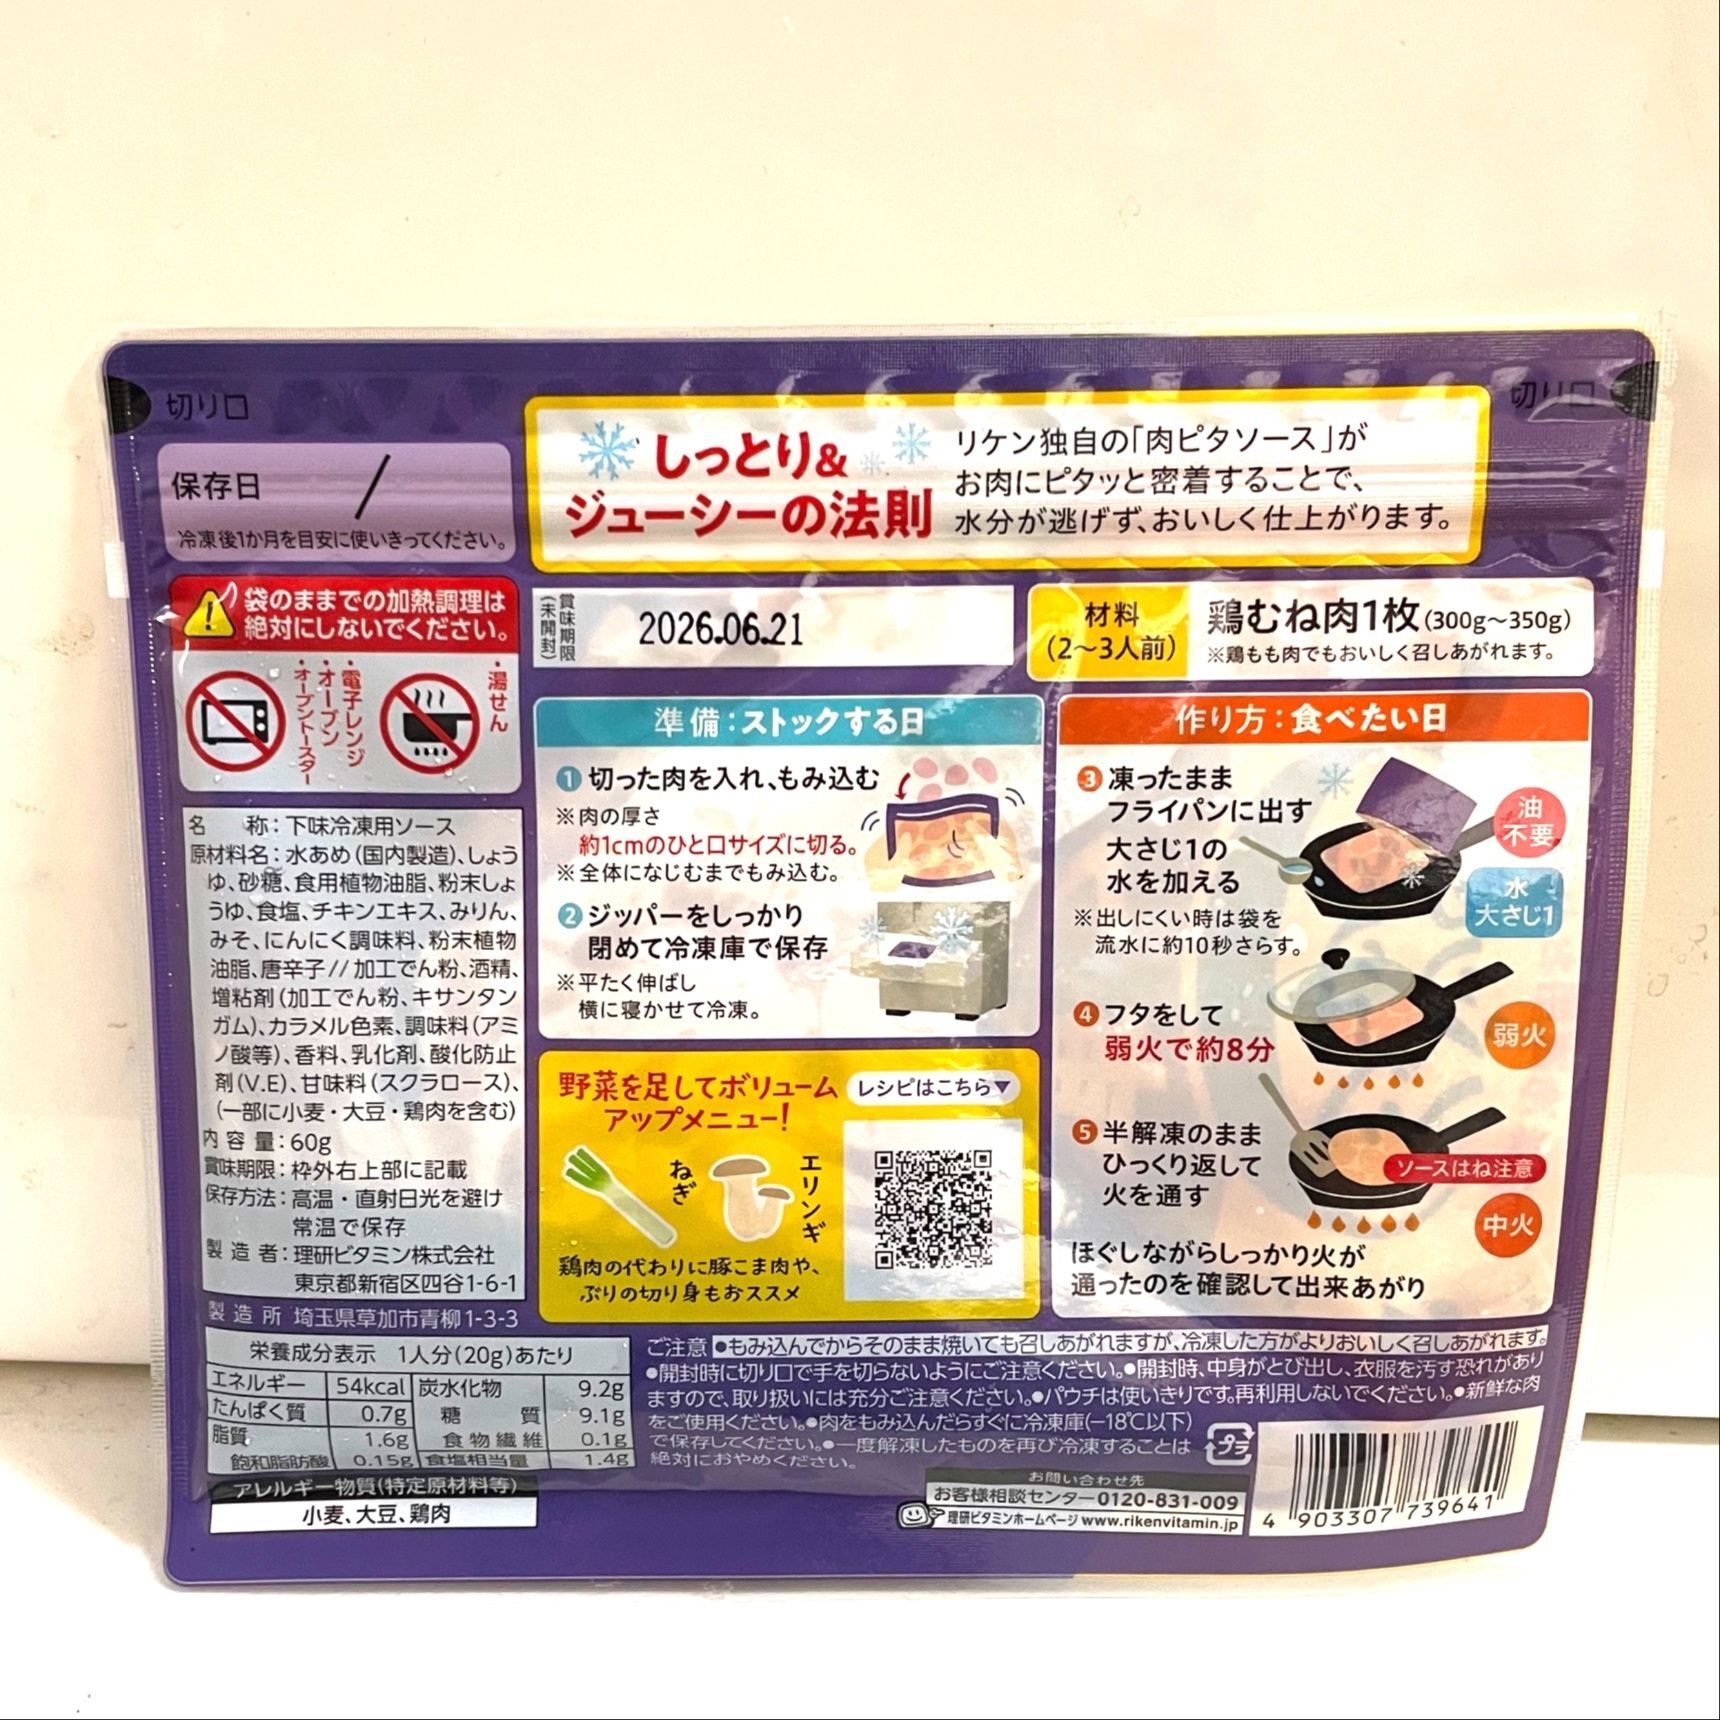 切り口
切り口
保存日 /
冷凍後1か月を目安に使いきってください。
しっとり&
ジューシーの法則
リケン独自の「肉ピタソース」が
お肉にピタッと密着することで、
水分が逃げず、おいしく仕上がります。
袋のままでの加熱調理は
絶対にしないでください。
・電子レンジ
・オーブン
・オーブントースター
・湯せん
賞味期限
(未開封)
2026.06.21
材料
(2〜3人前)
鶏むね肉1枚(300g〜350g)
※鶏もも肉でもおいしく召しあがれます。
名 称:下味冷凍用ソース
原材料名:水あめ(国内製造)、しょう
ゆ、砂糖、食用植物油脂、粉末しょ
うゆ、食塩、チキンエキス、みりん、
みそ、にんにく調味料、粉末植物
油脂、唐辛子//加工でん粉、酒精、
増粘剤(加工でん粉、キサンタン
ガム)、カラメル色素、調味料(アミ
ノ酸等)、香料、乳化剤、酸化防止
剤(V.E)、甘味料(スクラロース)、
(一部に小麦・大豆・鶏肉を含む)
内容量:60g
賞味期限:枠外右上部に記載
保存方法:高温・直射日光を避け
常温で保存
製造者:理研ビタミン株式会社
東京都新宿区四谷1-6-1
製造所 埼玉県草加市青柳1-3-3
準備:ストックする日
1 切った肉を入れ、もみ込む
※肉の厚さ
約1cmのひと口サイズに切る。
※全体になじむまでもみ込む。
2 ジッパーをしっかり
閉めて冷凍庫で保存
※平たく伸ばし
横に寝かせて冷凍。
野菜を足してボリューム
アップメニュー!
レシピはこちら▼
ねぎ
エリンギ
鶏肉の代わりに豚こま肉や、
ぶりの切り身もおススメ
作り方:食べたい日
3 凍ったまま
フライパンに出す
大さじ1の
水を加える
※出しにくい時は袋を
流水に約10秒さらす。
油
不要
水
大さじ1
4 フタをして
弱火で約8分
弱火
5 半解凍のまま
ひっくり返して
火を通す
ソースはね注意
中火
ほぐしながらしっかり火が
通ったのを確認して出来あがり
栄養成分表示 1人分(20g)あたり
エネルギー 54kcal 炭水化物 9.2g
たんぱく質 0.7g 糖質 9.1g
脂質 1.6g 食物繊維 0.1g
飽和脂肪酸 0.15g 食塩相当量 1.4g
アレルギー物質(特定原材料等)
小麦、大豆、鶏肉
ご注意 ●もみ込んでからそのまま焼いても召しあがれますが、冷凍した方がよりおいしく召しあがれます。
●開封時に切り口で手を切らないようにご注意ください。●開封時、中身がとび出し、衣服を汚す恐れがあり
ますので、取り扱いには充分ご注意ください。●パウチは使いきりです。再利用しないでください。●新鮮な肉
をご使用ください。●肉をもみ込んだらすぐに冷凍庫(−18℃以下)
で保存してください。●一度解凍したものを再び冷凍することは
絶対におやめください。
プラ
お問い合わせ先
お客様相談センター0120-831-009
理研ビタミンホームページ www.rikenvitamin.jp
4 903307 739641